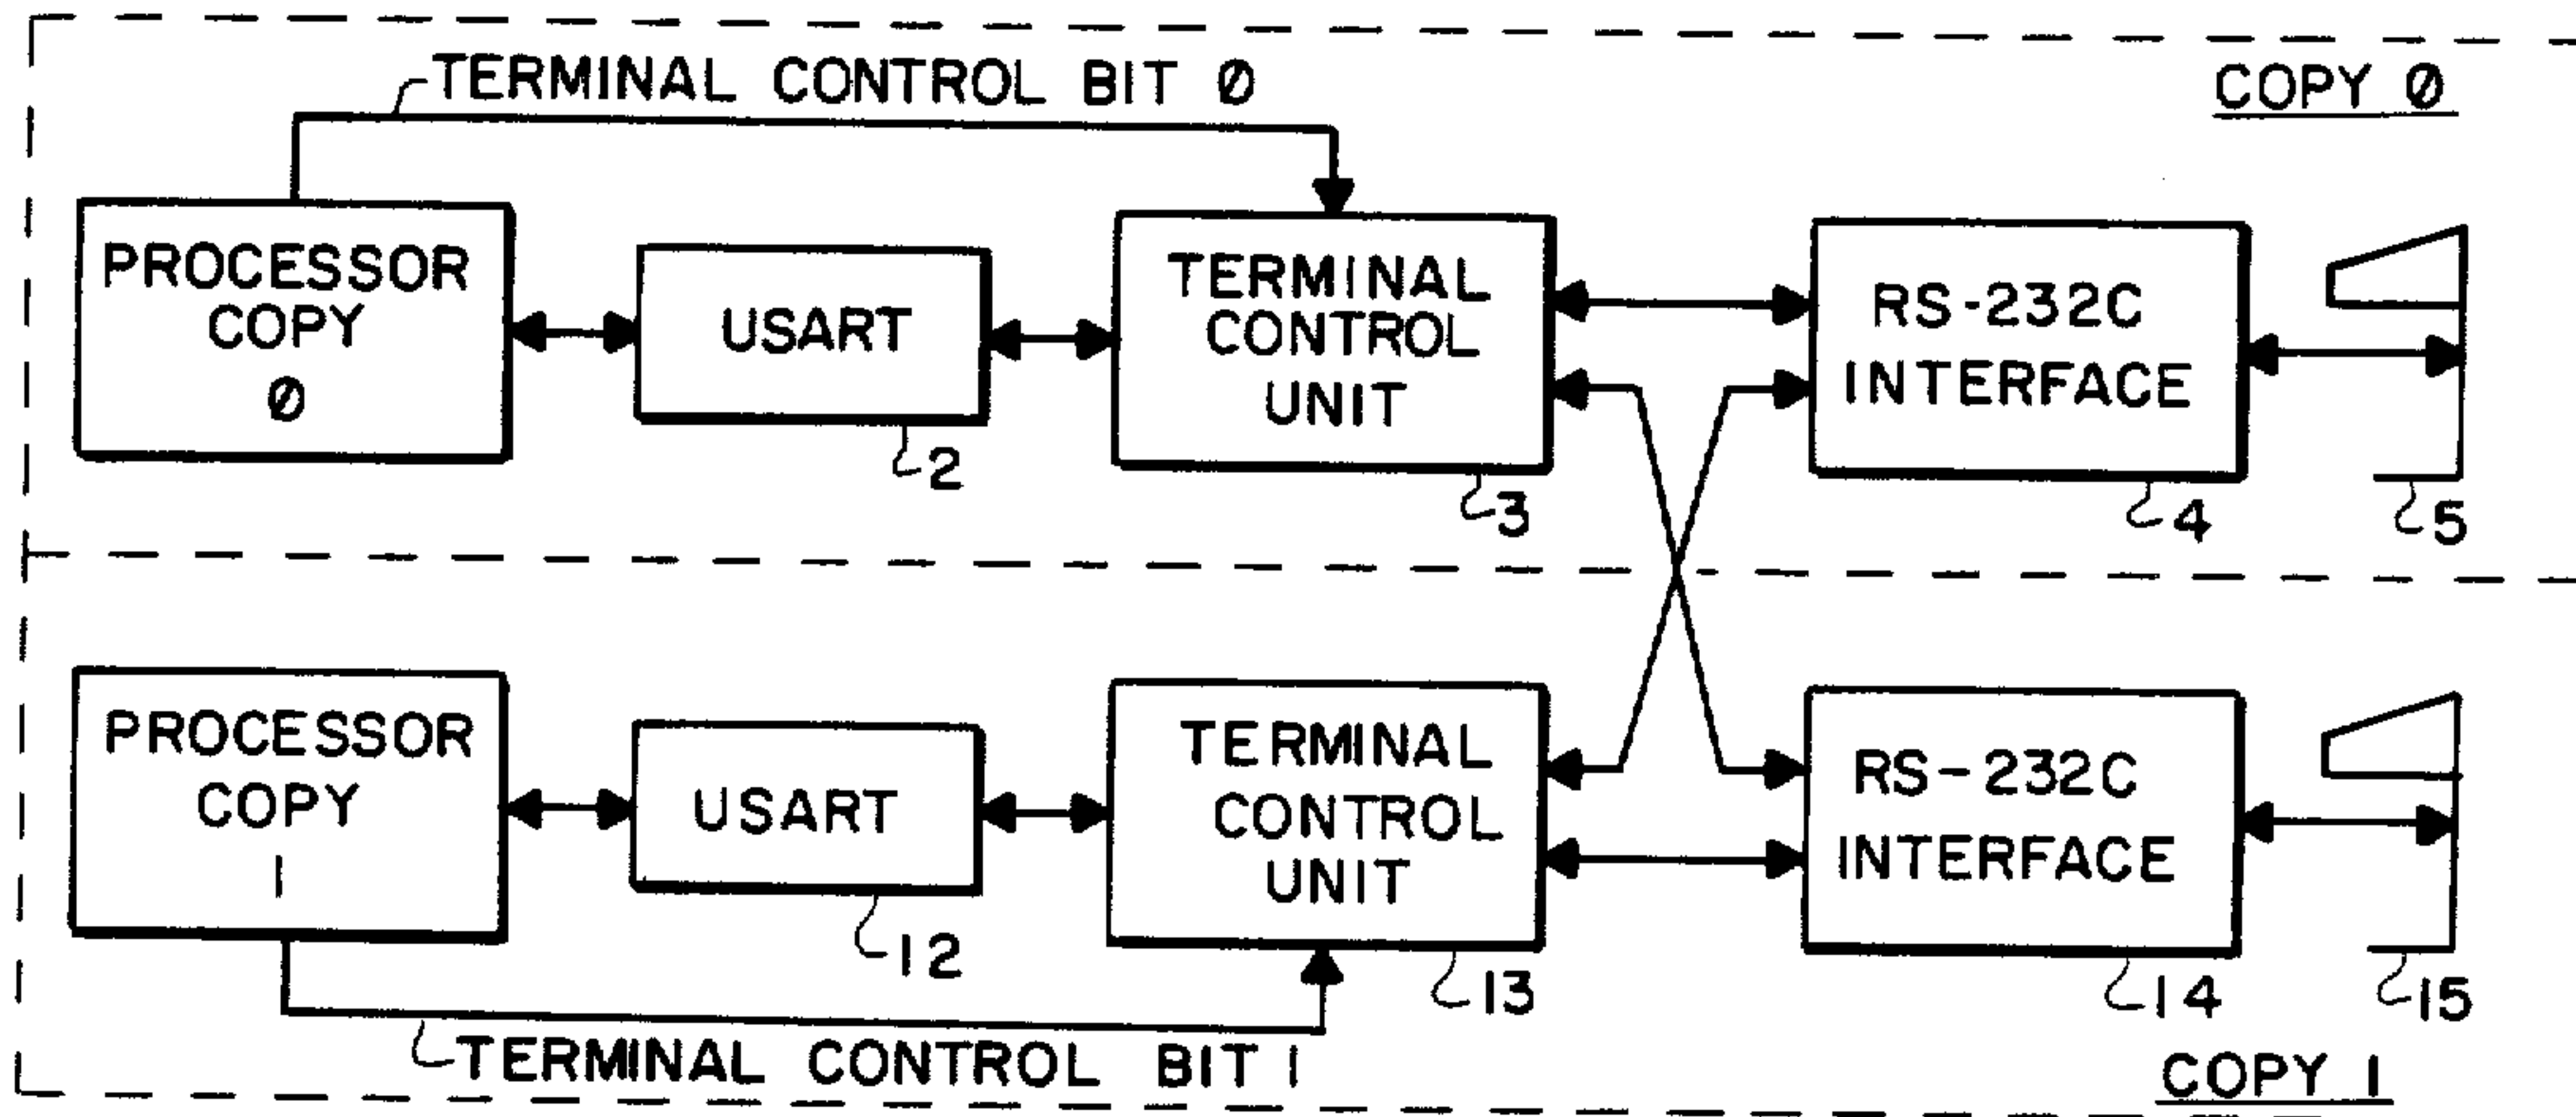 TERMINAL CONTROL BIT Ø
COPY Ø
PROCESSOR
COPY
Ø
USART
2
TERMINAL
CONTROL
UNIT
3
RS-232C
INTERFACE
4
5
PROCESSOR
COPY
1
USART
12
TERMINAL
CONTROL
UNIT
13
RS-232C
INTERFACE
14
15
TERMINAL CONTROL BIT 1
COPY 1